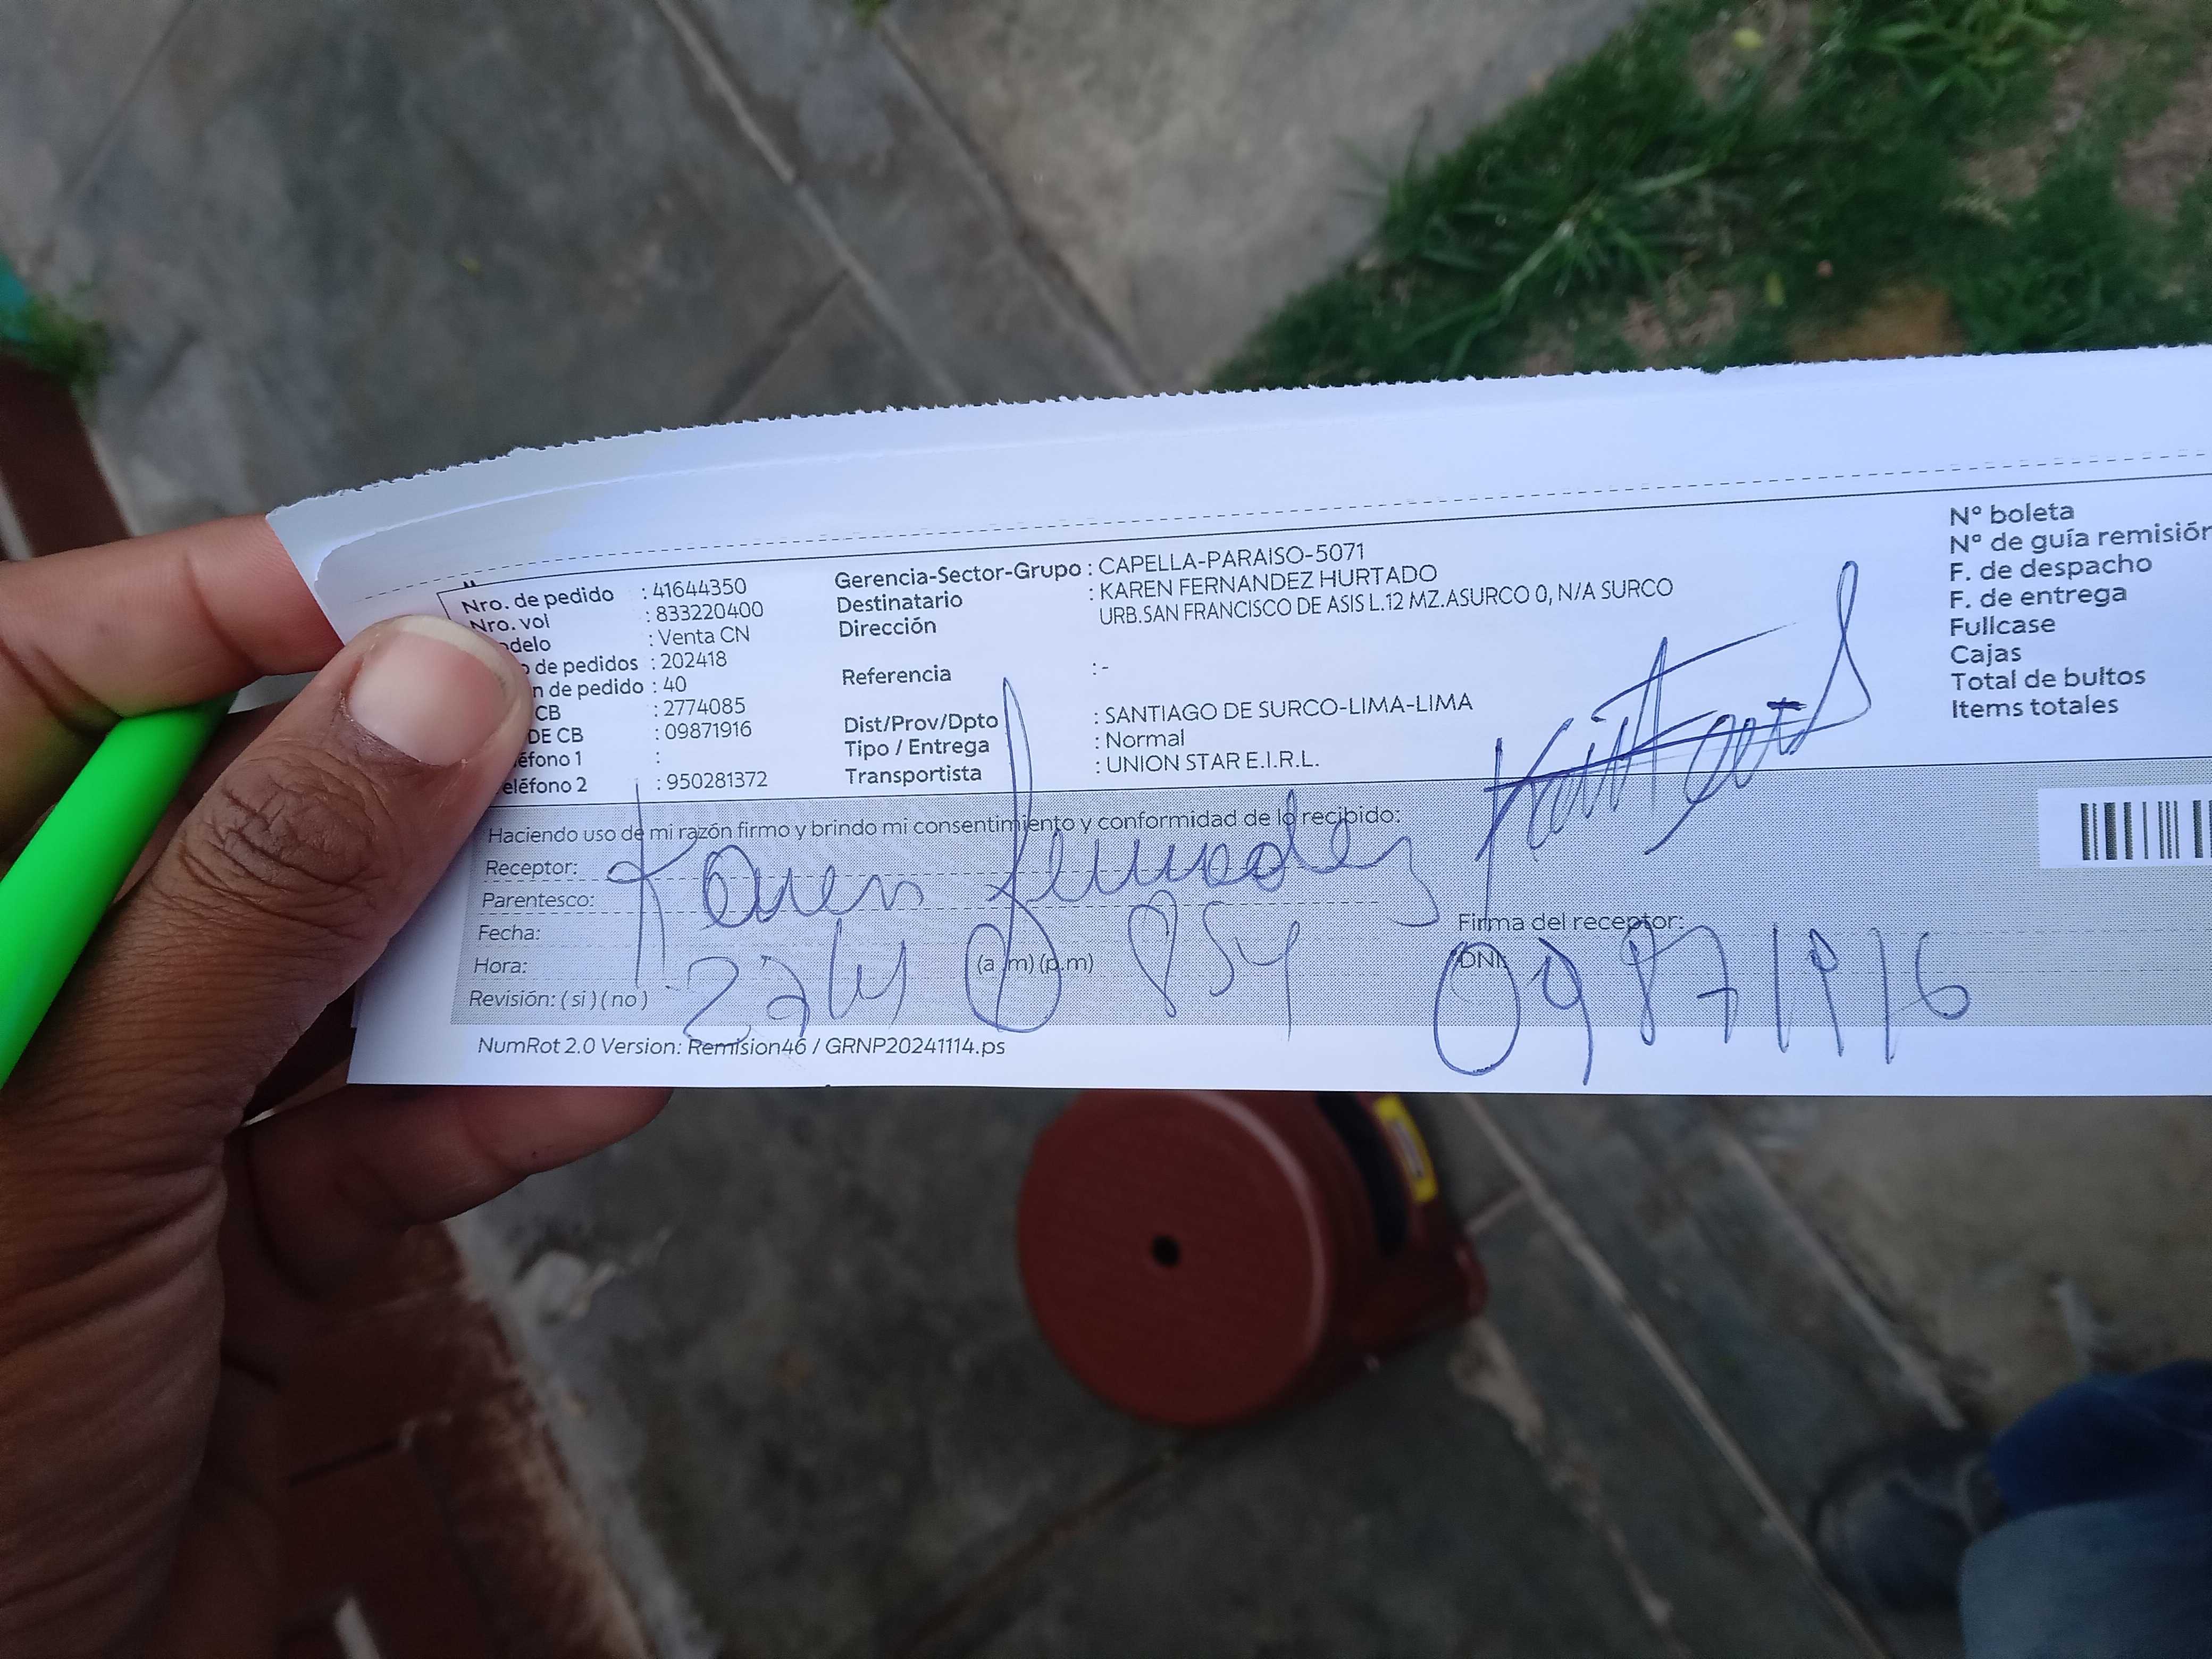 Nro. de pedido : 41644350
Nro. vol : 833220400
delo : Venta CN
de pedidos : 202418
n de pedido : 40
CB : 2774085
DE CB : 09871916
éfono 1 :
eléfono 2 : 950281372
Gerencia-Sector-Grupo : CAPELLA-PARAISO-5071
Destinatario : KAREN FERNANDEZ HURTADO
Dirección URB.SAN FRANCISCO DE ASIS L.12 MZ.ASURCO 0, N/A SURCO
Referencia : -
Dist/Prov/Dpto : SANTIAGO DE SURCO-LIMA-LIMA
Tipo / Entrega : Normal
Transportista : UNION STAR E.I.R.L.
N° boleta
N° de guía remisión
F. de despacho
F. de entrega
Fullcase
Cajas
Total de bultos
Items totales
Haciendo uso de mi razón firmo y brindo mi consentimiento y conformidad de lo recibido:
Receptor: Karen
Parentesco:
Fecha:
Hora: (a.m) (p.m)
Revisión: ( si ) ( no )
Firma del receptor:
DNI: 09871916
NumRot 2.0 Version: Remision46 / GRNP20241114.ps